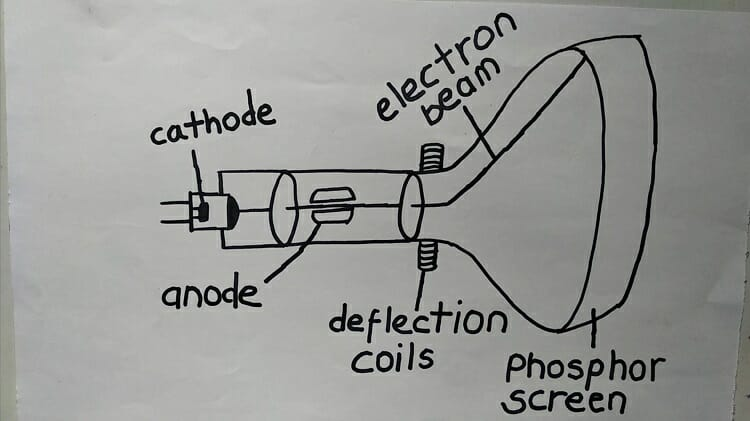 electron
beam
cathode
anode
deflection
coils
phosphor
screen